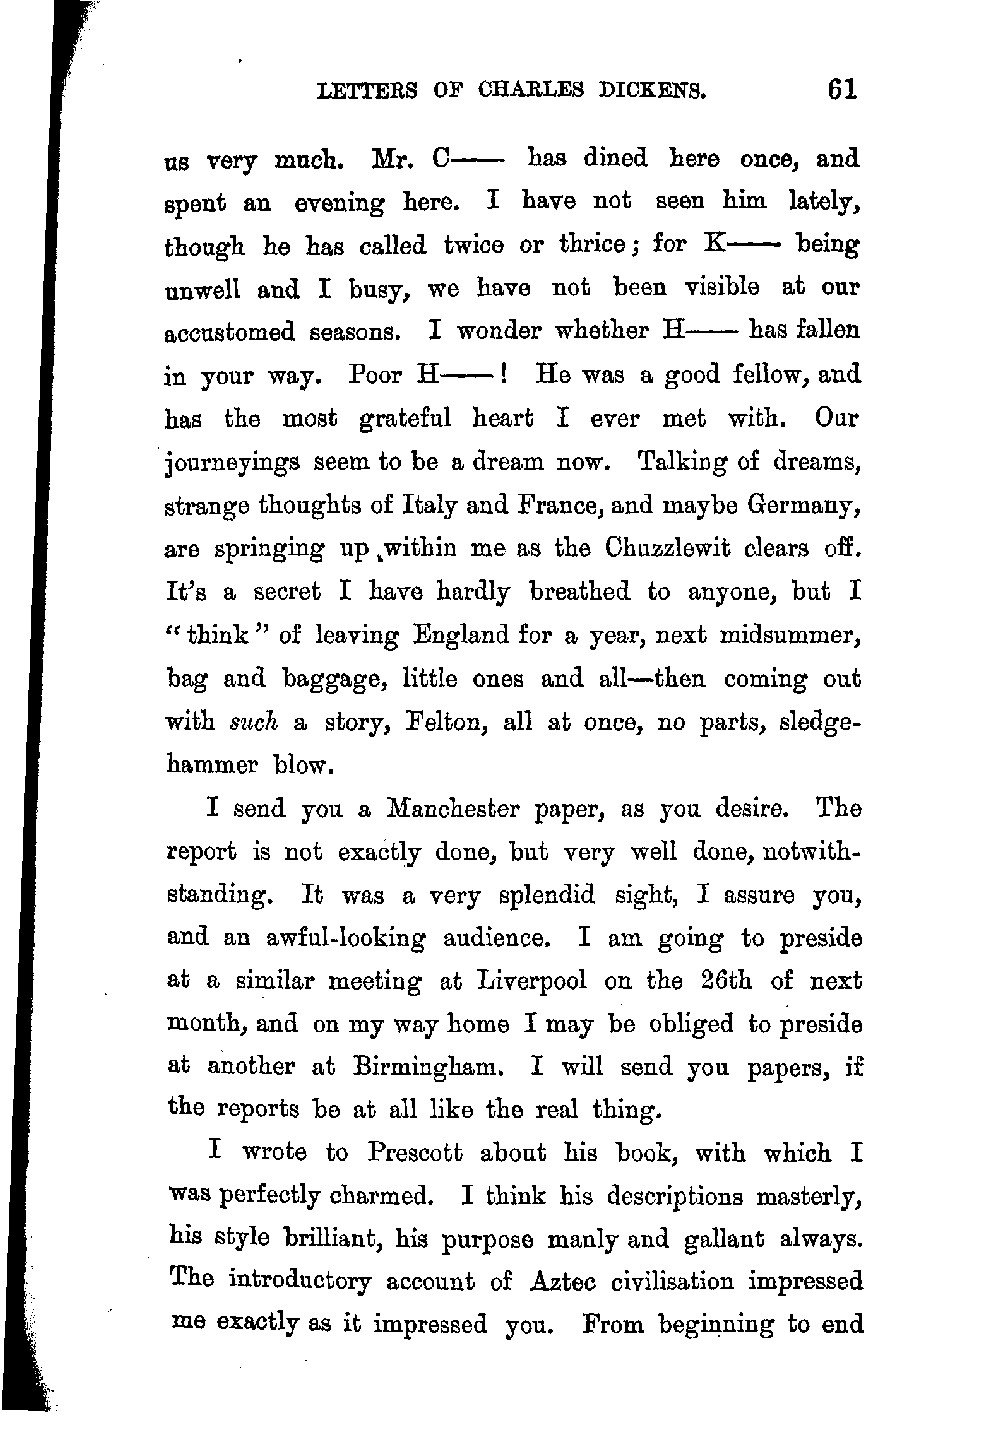 LETTERS OF CHARLES DICKENS. 61
us very much. Mr. C—— has dined here once, and
spent an evening here. I have not seen him lately,
though he has called twice or thrice; for K—— being
unwell and I busy, we have not been visible at our
accustomed seasons. I wonder whether H—— has fallen
in your way. Poor H——! He was a good fellow, and
has the most grateful heart I ever met with. Our
journeyings seem to be a dream now. Talking of dreams,
strange thoughts of Italy and France, and maybe Germany,
are springing up within me as the Chuzzlewit clears off.
It's a secret I have hardly breathed to anyone, but I
"think" of leaving England for a year, next midsummer,
bag and baggage, little ones and all—then coming out
with such a story, Felton, all at once, no parts, sledge-
hammer blow.
I send you a Manchester paper, as you desire. The
report is not exactly done, but very well done, notwith-
standing. It was a very splendid sight, I assure you,
and an awful-looking audience. I am going to preside
at a similar meeting at Liverpool on the 26th of next
month, and on my way home I may be obliged to preside
at another at Birmingham. I will send you papers, if
the reports be at all like the real thing.
I wrote to Prescott about his book, with which I
was perfectly charmed. I think his descriptions masterly,
his style brilliant, his purpose manly and gallant always.
The introductory account of Aztec civilisation impressed
me exactly as it impressed you. From beginning to end